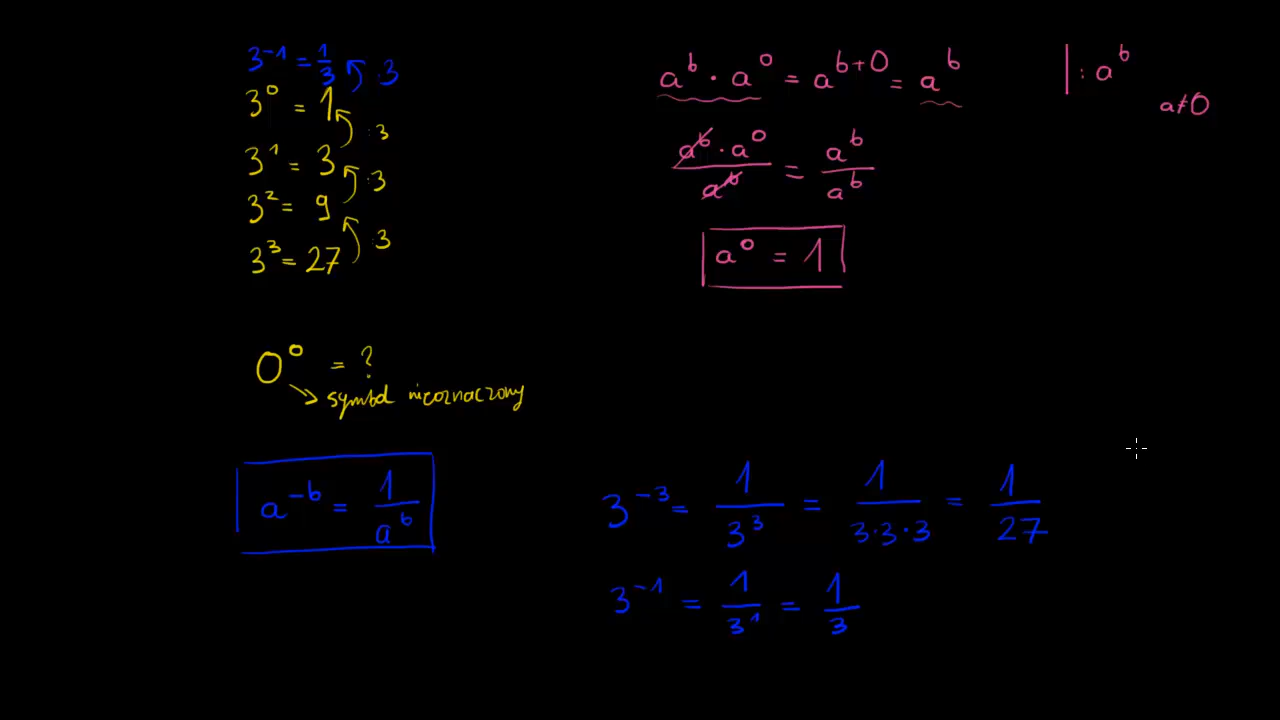 3⁻¹ = 1/3 :3
3⁰ = 1
:3
3¹ = 3
:3
3² = 9
:3
3³ = 27
aᵇ · a⁰ = aᵇ⁺⁰ = aᵇ | : aᵇ
a≠0
aᵇ · a⁰ / aᵇ = aᵇ / aᵇ
a⁰ = 1
0⁰ = ?
symbol nieoznaczony
a⁻ᵇ = 1/aᵇ
3⁻³ = 1/3³ = 1/3·3·3 = 1/27
3⁻¹ = 1/3¹ = 1/3